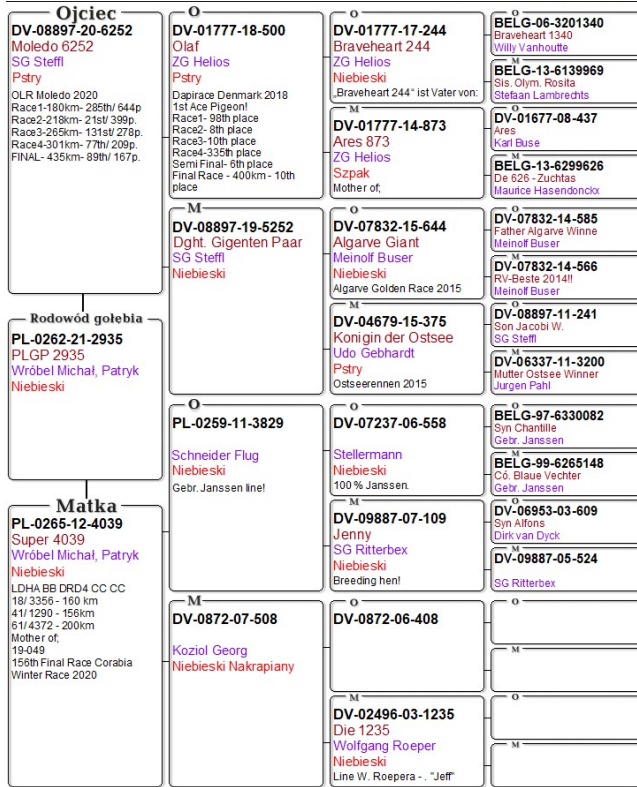 Ojciec
DV-08897-20-6252
Moledo 6252
SG Steffl
Pstry
OLR Moledo 2020
Race1-180km- 285th/ 644p.
Race2-218km- 21st/ 399p.
Race3-265km- 131st/ 278p.
Race4-301km- 77th/ 209p.
FINAL- 435km- 89th/ 167p.
Rodowód gołębia
PL-0262-21-2935
PLGP 2935
Wróbel Michał, Patryk
Niebieski
Matka
PL-0265-12-4039
Super 4039
Wróbel Michał, Patryk
Niebieski
LDHA BB DRD4 CC CC
18/ 3356 - 160 km
41/ 1290 - 156km
61/ 4372 - 200km
Mother of;
19-049
156th Final Race Corabia
Winter Race 2020
O
DV-01777-18-500
Olaf
ZG Helios
Pstry
Dapirace Denmark 2018
1st Ace Pigeon!
Race1- 98th place
Race2- 8th place
Race3-10th place
Race4-335th place
Semi Final- 6th place
Final Race - 400km - 10th
place
M
DV-08897-19-5252
Dght. Gigenten Paar
SG Steffl
Niebieski
O
PL-0259-11-3829
Schneider Flug
Niebieski
Gebr. Janssen line!
M
DV-0872-07-508
Koziol Georg
Niebieski Nakrapiany
O
DV-01777-17-244
Braveheart 244
ZG Helios
Niebieski
„Braveheart 244“ ist Vater von:
M
DV-01777-14-873
Ares 873
ZG Helios
Szpak
Mother of;
O
DV-07832-15-644
Algarve Giant
Meinolf Buser
Niebieski
Algarve Golden Race 2015
M
DV-04679-15-375
Konigin der Ostsee
Udo Gebhardt
Pstry
Ostseerennen 2015
O
DV-07237-06-558
Stellermann
Niebieski
100 % Janssen.
M
DV-09887-07-109
Jenny
SG Ritterbex
Niebieski
Breeding hen!
O
DV-0872-06-408
M
DV-02496-03-1235
Die 1235
Wolfgang Roeper
Niebieski
Line W. Roepera - . "Jeff"
O
BELG-06-3201340
Braveheart 1340
Willy Vanhoutte
M
BELG-13-6139969
Sis. Olym. Rosita
Stefaan Lambrechts
O
DV-01677-08-437
Ares
Karl Buse
M
BELG-13-6299626
De 626 - Zuchtas
Maurice Hasendonckx
O
DV-07832-14-585
Father Algarve Winne
Meinolf Buser
M
DV-07832-14-566
RV-Beste 2014!!
Meinolf Buser
O
DV-08897-11-241
Son Jacobi W.
SG Steffl
M
DV-06337-11-3200
Mutter Ostsee Winner
Jurgen Pahl
O
BELG-97-6330082
Syn Chantille
Gebr. Janssen
M
BELG-99-6265148
Có. Blaue Vechter
Gebr. Janssen
O
DV-06953-03-609
Syn Alfons
Dirk van Dyck
M
DV-09887-05-524
SG Ritterbex
O
M
O
M